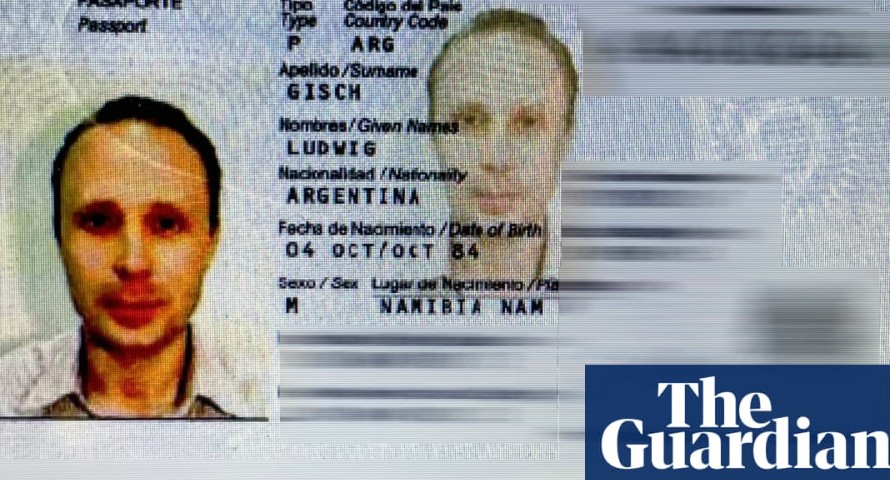 PASAPORTE
Passport
Tipo Código del País
Type Country Code
P ARG
Apellido / Surname
GISCH
Nombres / Given Names
LUDWIG
Nacionalidad / Nationality
ARGENTINA
Fecha de Nacimiento / Date of Birth
04 OCT/OCT 84
Sexo / Sex Lugar de Nacimiento / Pla
M NAMIBIA NAM
The
Guardian